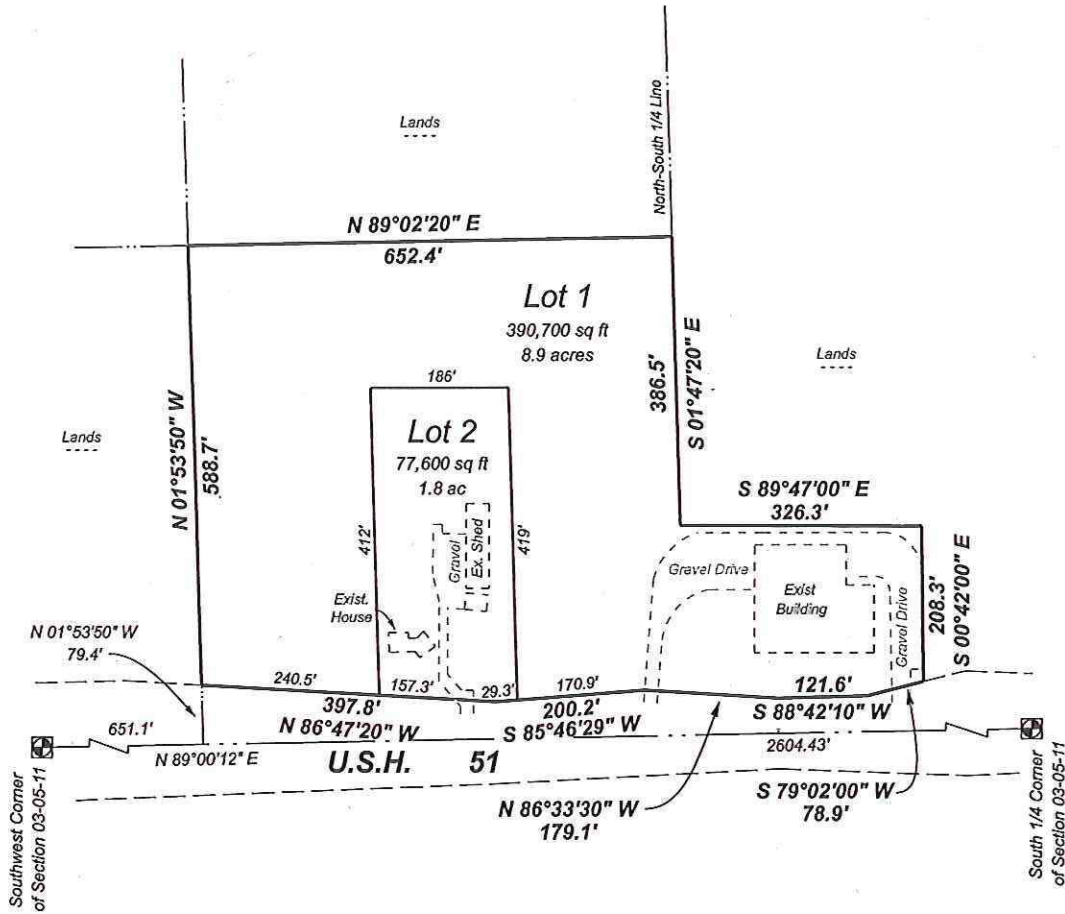 Lands
North-South 1/4 Line
N 89°02'20" E
652.4'
Lot 1
390,700 sq ft
8.9 acres
386.5'
S 01°47'20" E
Lands
186'
Lot 2
77,600 sq ft
1.8 ac
Lands
N 01°53'50" W
588.7'
412'
419'
Gravel
Ex. Shed
Exist.
House
S 89°47'00" E
326.3'
Gravel Drive
Exist
Building
Gravel Drive
208.3'
S 00°42'00" E
N 01°53'50" W
79.4'
240.5'
157.3'
29.3'
170.9'
121.6'
397.8'
200.2'
S 88°42'10" W
N 86°47'20" W
S 85°46'29" W
651.1'
N 89°00'12" E
U.S.H. 51
2604.43'
N 86°33'30" W
179.1'
S 79°02'00" W
78.9'
Southwest Corner
of Section 03-05-11
South 1/4 Corner
of Section 03-05-11